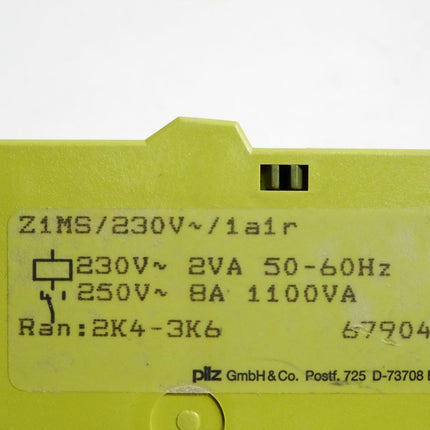 Z1MS/230V~/1a1r
230V~ 2VA 50-60Hz
250V~ 8A 1100VA
Ran:2K4-3K6 67904
pilz GmbH & Co. Postf. 725 D-73708